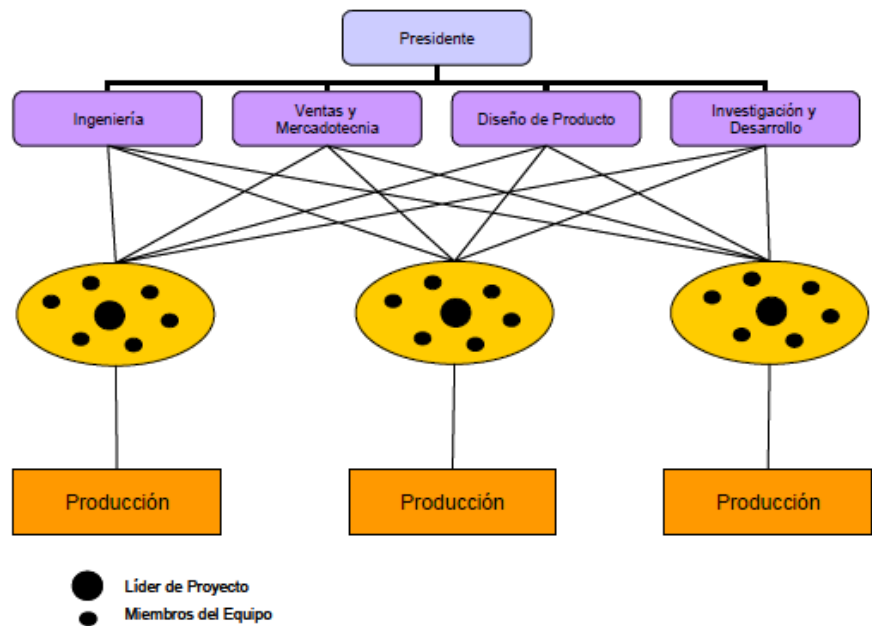 Presidente
Ingeniería
Ventas y
Mercadotecnia
Diseño de Producto
Investigación y
Desarrollo
Producción
Producción
Producción
Líder de Proyecto
Miembros del Equipo